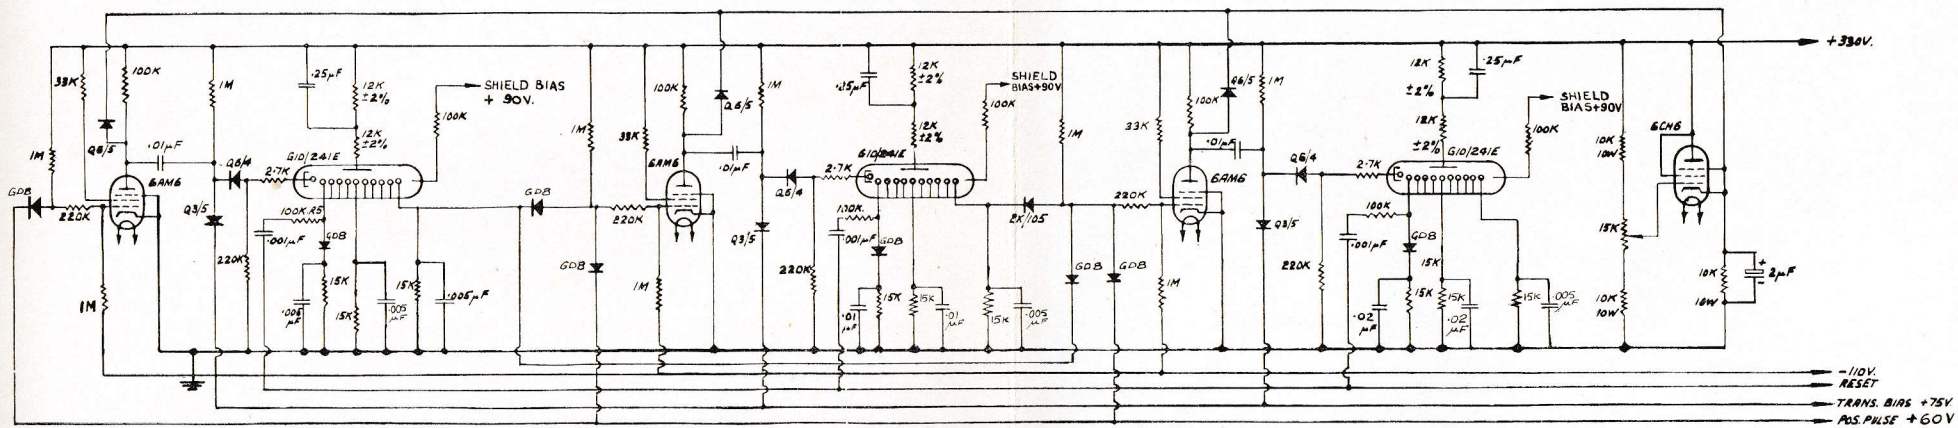 +330V.
33K
100K
1M
.25µF
12K
±2%
SHIELD BIAS
+ 90V.
100K
12K
±2%
1M
Q6/5
.01µF
6AM6
GDB
220K
1M
Q6/4
2.7K
G10/241E
Q3/5
100K.R5
.001µF
GDB
220K
15K
.005
µF
15K
.005
µF
15K
.005µF
GDB
1M
33K
220K
GDB
1M
100K
Q6/5
6AM6
.01µF
1M
Q6/4
Q3/5
220K
.25µF
12K
±2%
12K
±2%
SHIELD
BIAS+90V
100K
2.7K
G10/241E
100K
.001µF
GDB
.01
µF
15K
15K
.01
µF
15K
.005
µF
2X/105
1M
GDB
GDB
220K
1M
33K
100K
Q6/5
.01µF
6AM6
1M
Q6/4
Q3/5
220K
2.7K
12K
±2%
.25µF
12K
±2%
G10/241E
SHIELD
BIAS+90V
100K
100K
.001µF
GDB
15K
.02
µF
15K
15K
.02
µF
15K
.005
µF
10K
10W
15K
10K
10W
6CH6
10K
10W
+
2µF
-
-110V.
RESET
TRANS. BIAS +75V.
POS. PULSE +60V